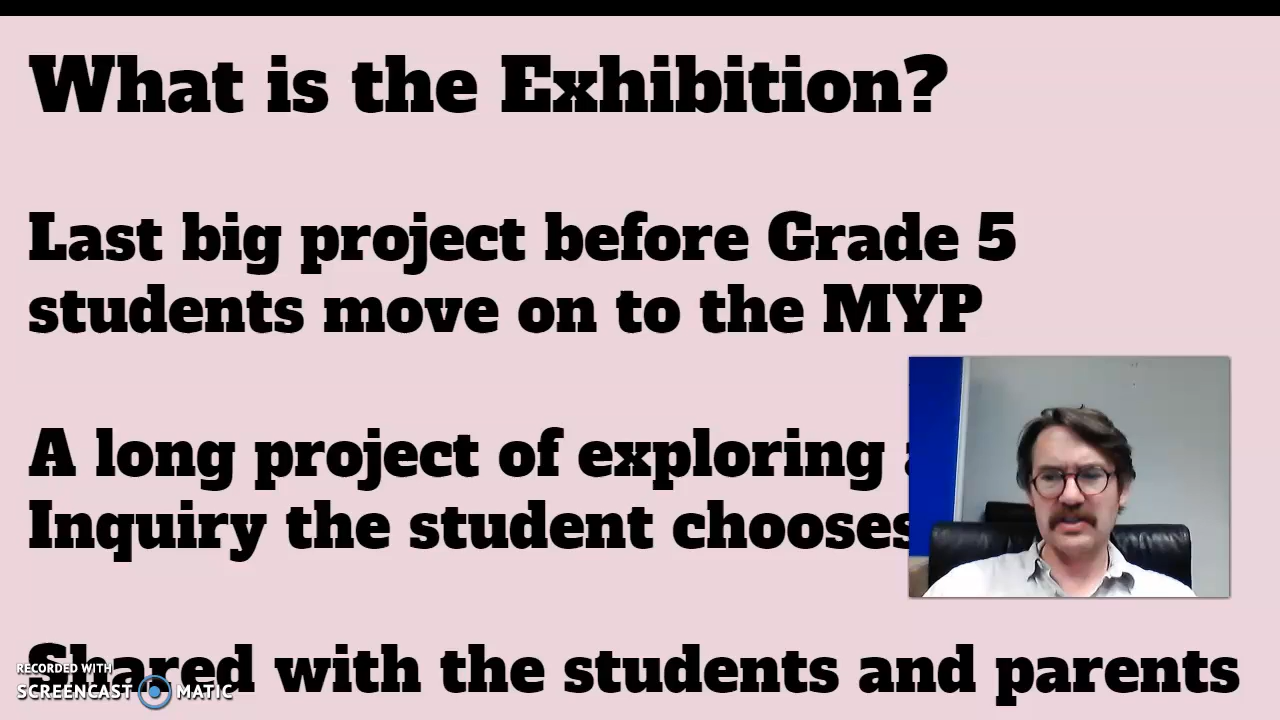 What is the Exhibition?
Last big project before Grade 5
students move on to the MYP
A long project of exploring
Inquiry the student chooses
Shared with the students and parents
RECORDED WITH
SCREENCAST MATIC